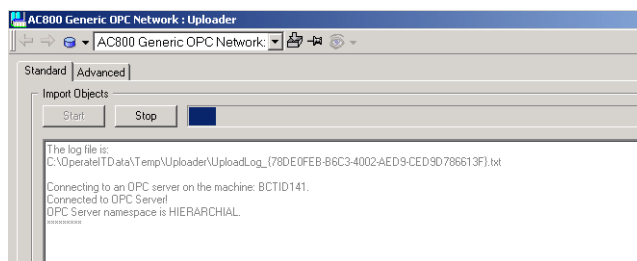 AC800 Generic OPC Network : Uploader
AC800 Generic OPC Network:
Standard
Advanced
Import Objects
Start
Stop
The log file is:
C:\OperateITData\Temp\Uploader\UploadLog_{78DE0FEB-B6C3-4002-AED9-CED9D786613F}.txt
Connecting to an OPC server on the machine: BCTID141.
Connected to OPC Server!
OPC Server namespace is HIERARCHIAL.
*********